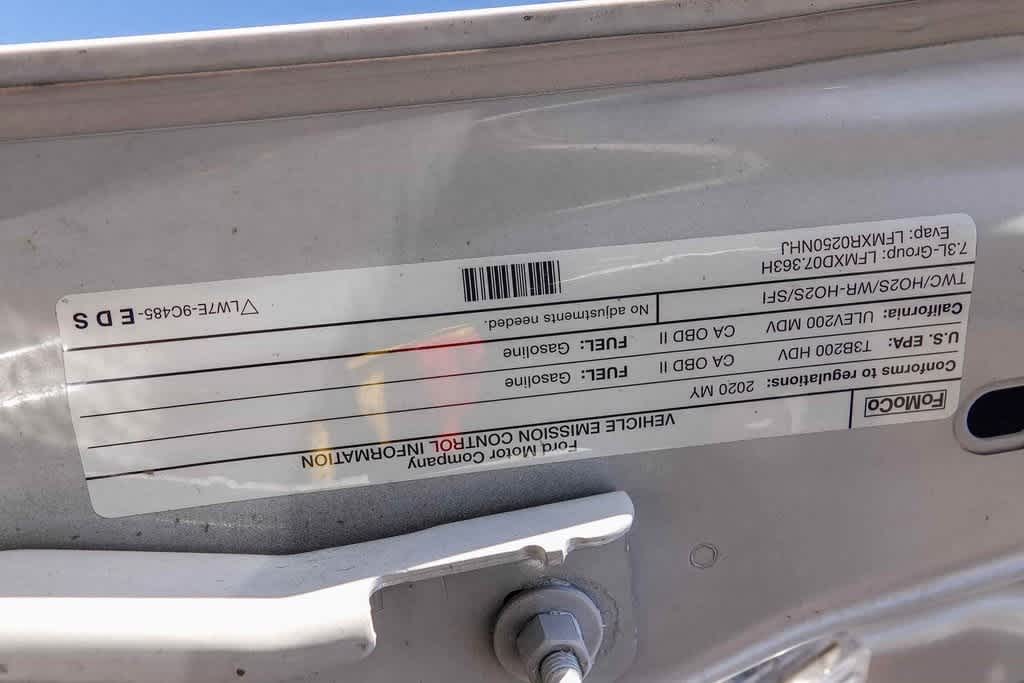 FoMoCo
Ford Motor Company
VEHICLE EMISSION CONTROL INFORMATION
Conforms to regulations: 2020 MY
U.S. EPA: T3B200 HDV CA OBD II FUEL: Gasoline
California: ULEV200 MDV CA OBD II FUEL: Gasoline
TWC/HO2S/WR-HO2S/SFI No adjustments needed.
7.3L-Group: LFMXD07.363H
Evap: LFMXR0250NHJ
▽LW7E-9C485-EDS